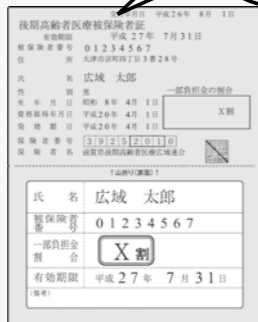 交付年月日 平成26年 8月 1日
後期高齢者医療被保険者証
有効期限 平成27年 7月31日
被保険者番号 01234567
住 所 大津市京町四丁目3番28号
氏 名 広域 太郎
性 別 男 一部負担金の割合
生年月日 昭和 8年 4月 1日
X割
資格取得年月日 平成20年 4月 1日
発効期日 平成20年 4月 1日
保険者番号 39252010
保険者名 滋賀県後期高齢者医療広域連合
↑山折り(裏面)↑
氏 名 広域 太郎
被保険者番号 01234567
一部負担金割合 X割
有効期限 平成27年 7月31日
(備考)